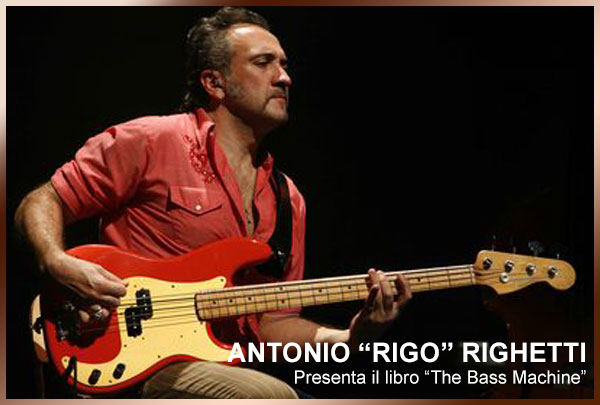 ANTONIO “RIGO” RIGHETTI
Presenta il libro “The Bass Machine”